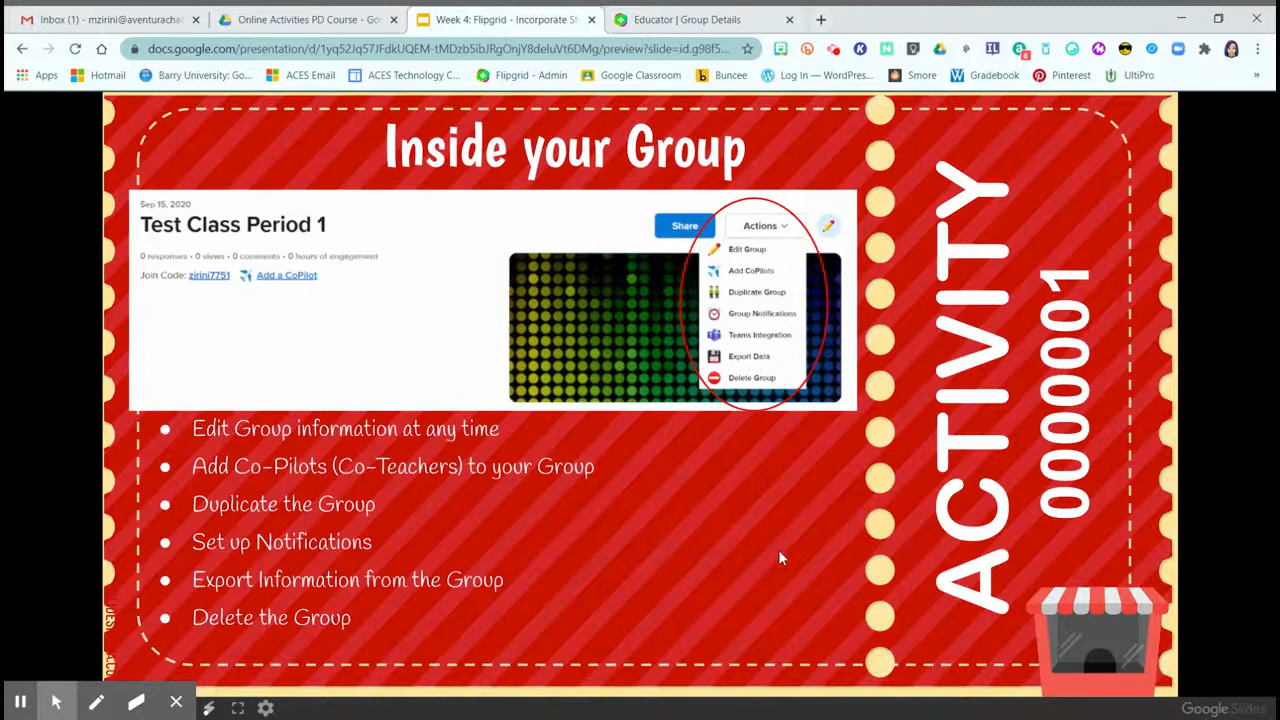 Inbox (1) - mzirini@aventuracha
Online Activities PD Course - Go
Week 4: Flipgrid - Incorporate St
Educator | Group Details
docs.google.com/presentation/d/1yq52Jq57JFdkUQEM-tMDzb5ibJRgOnjY8deIuVt6DMg/preview?slide=id.g98f5...
Apps
Hotmail
Barry University: Go...
ACES Email
ACES Technology C...
Flipgrid - Admin
Google Classroom
Buncee
Log In — WordPres...
Smore
Gradebook
Pinterest
UltiPro
»
Inside your Group
Sep 15, 2020
Test Class Period 1
Share
Actions
0 responses • 0 views • 0 comments • 0 hours of engagement
Join Code: zirini7751
Add a CoPilot
Edit Group
Add CoPilots
Duplicate Group
Group Notifications
Teams Integration
Export Data
Delete Group
• Edit Group information at any time
• Add Co-Pilots (Co-Teachers) to your Group
• Duplicate the Group
• Set up Notifications
• Export Information from the Group
• Delete the Group
ACTIVITY
0000001
Google Slides